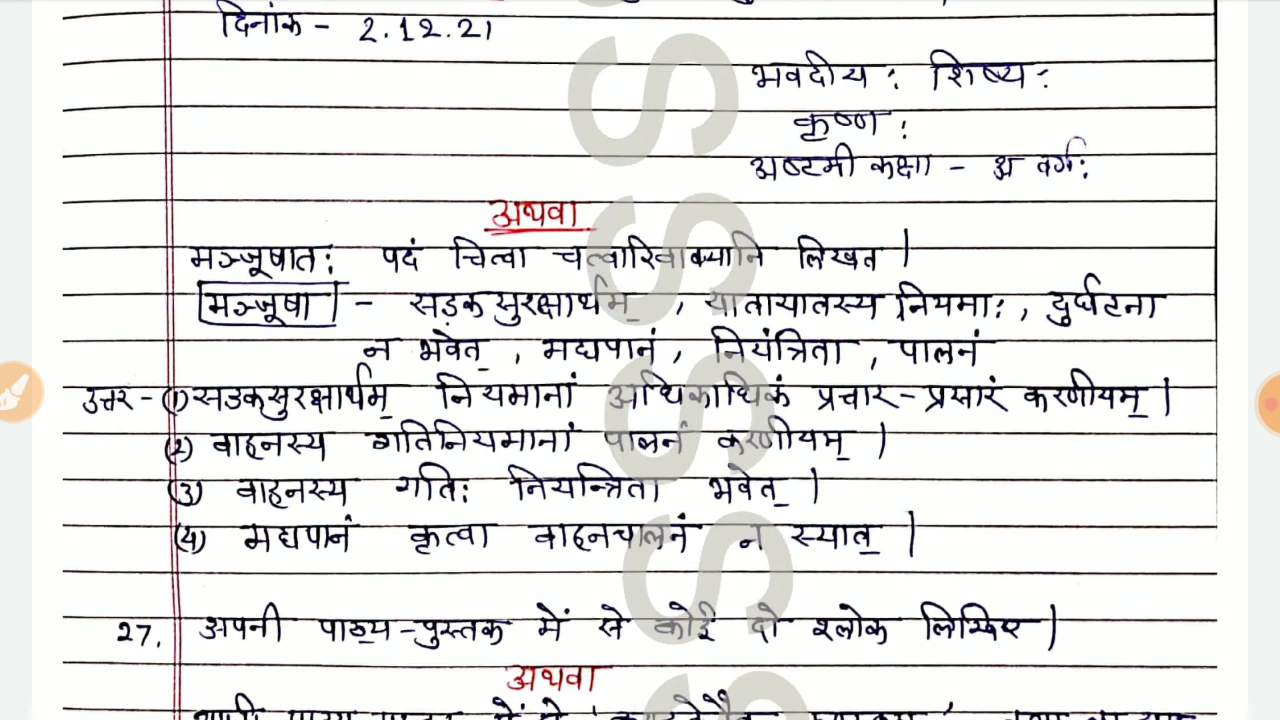 दिनांक - 2.12.21
भवदीय: शिष्य:
कृष्ण:
अष्टमी कक्षा - अ वर्ग:
अथवा
मञ्जूषात: पदं चित्वा चत्वारिवाक्यानि लिखत |
मञ्जूषा - सड़कसुरक्षार्थम् , यातायातस्य नियमा: , दुर्घटना
न भवेत् , मद्यपानं , नियंत्रिता , पालनं
उत्तर - (1) सडकसुरक्षार्थम् नियमानां अधिकाधिकं प्रचार - प्रसारं करणीयम् |
(2) वाहनस्य गतिनियमानां पालनं करणीयम् |
(3) वाहनस्य गति: नियन्त्रिता भवेत् |
(4) मद्यपानं कृत्वा वाहनचालनं न स्यात् |
27. अपनी पाठ्य-पुस्तक में से कोई दो श्लोक लिखिए |
अथवा